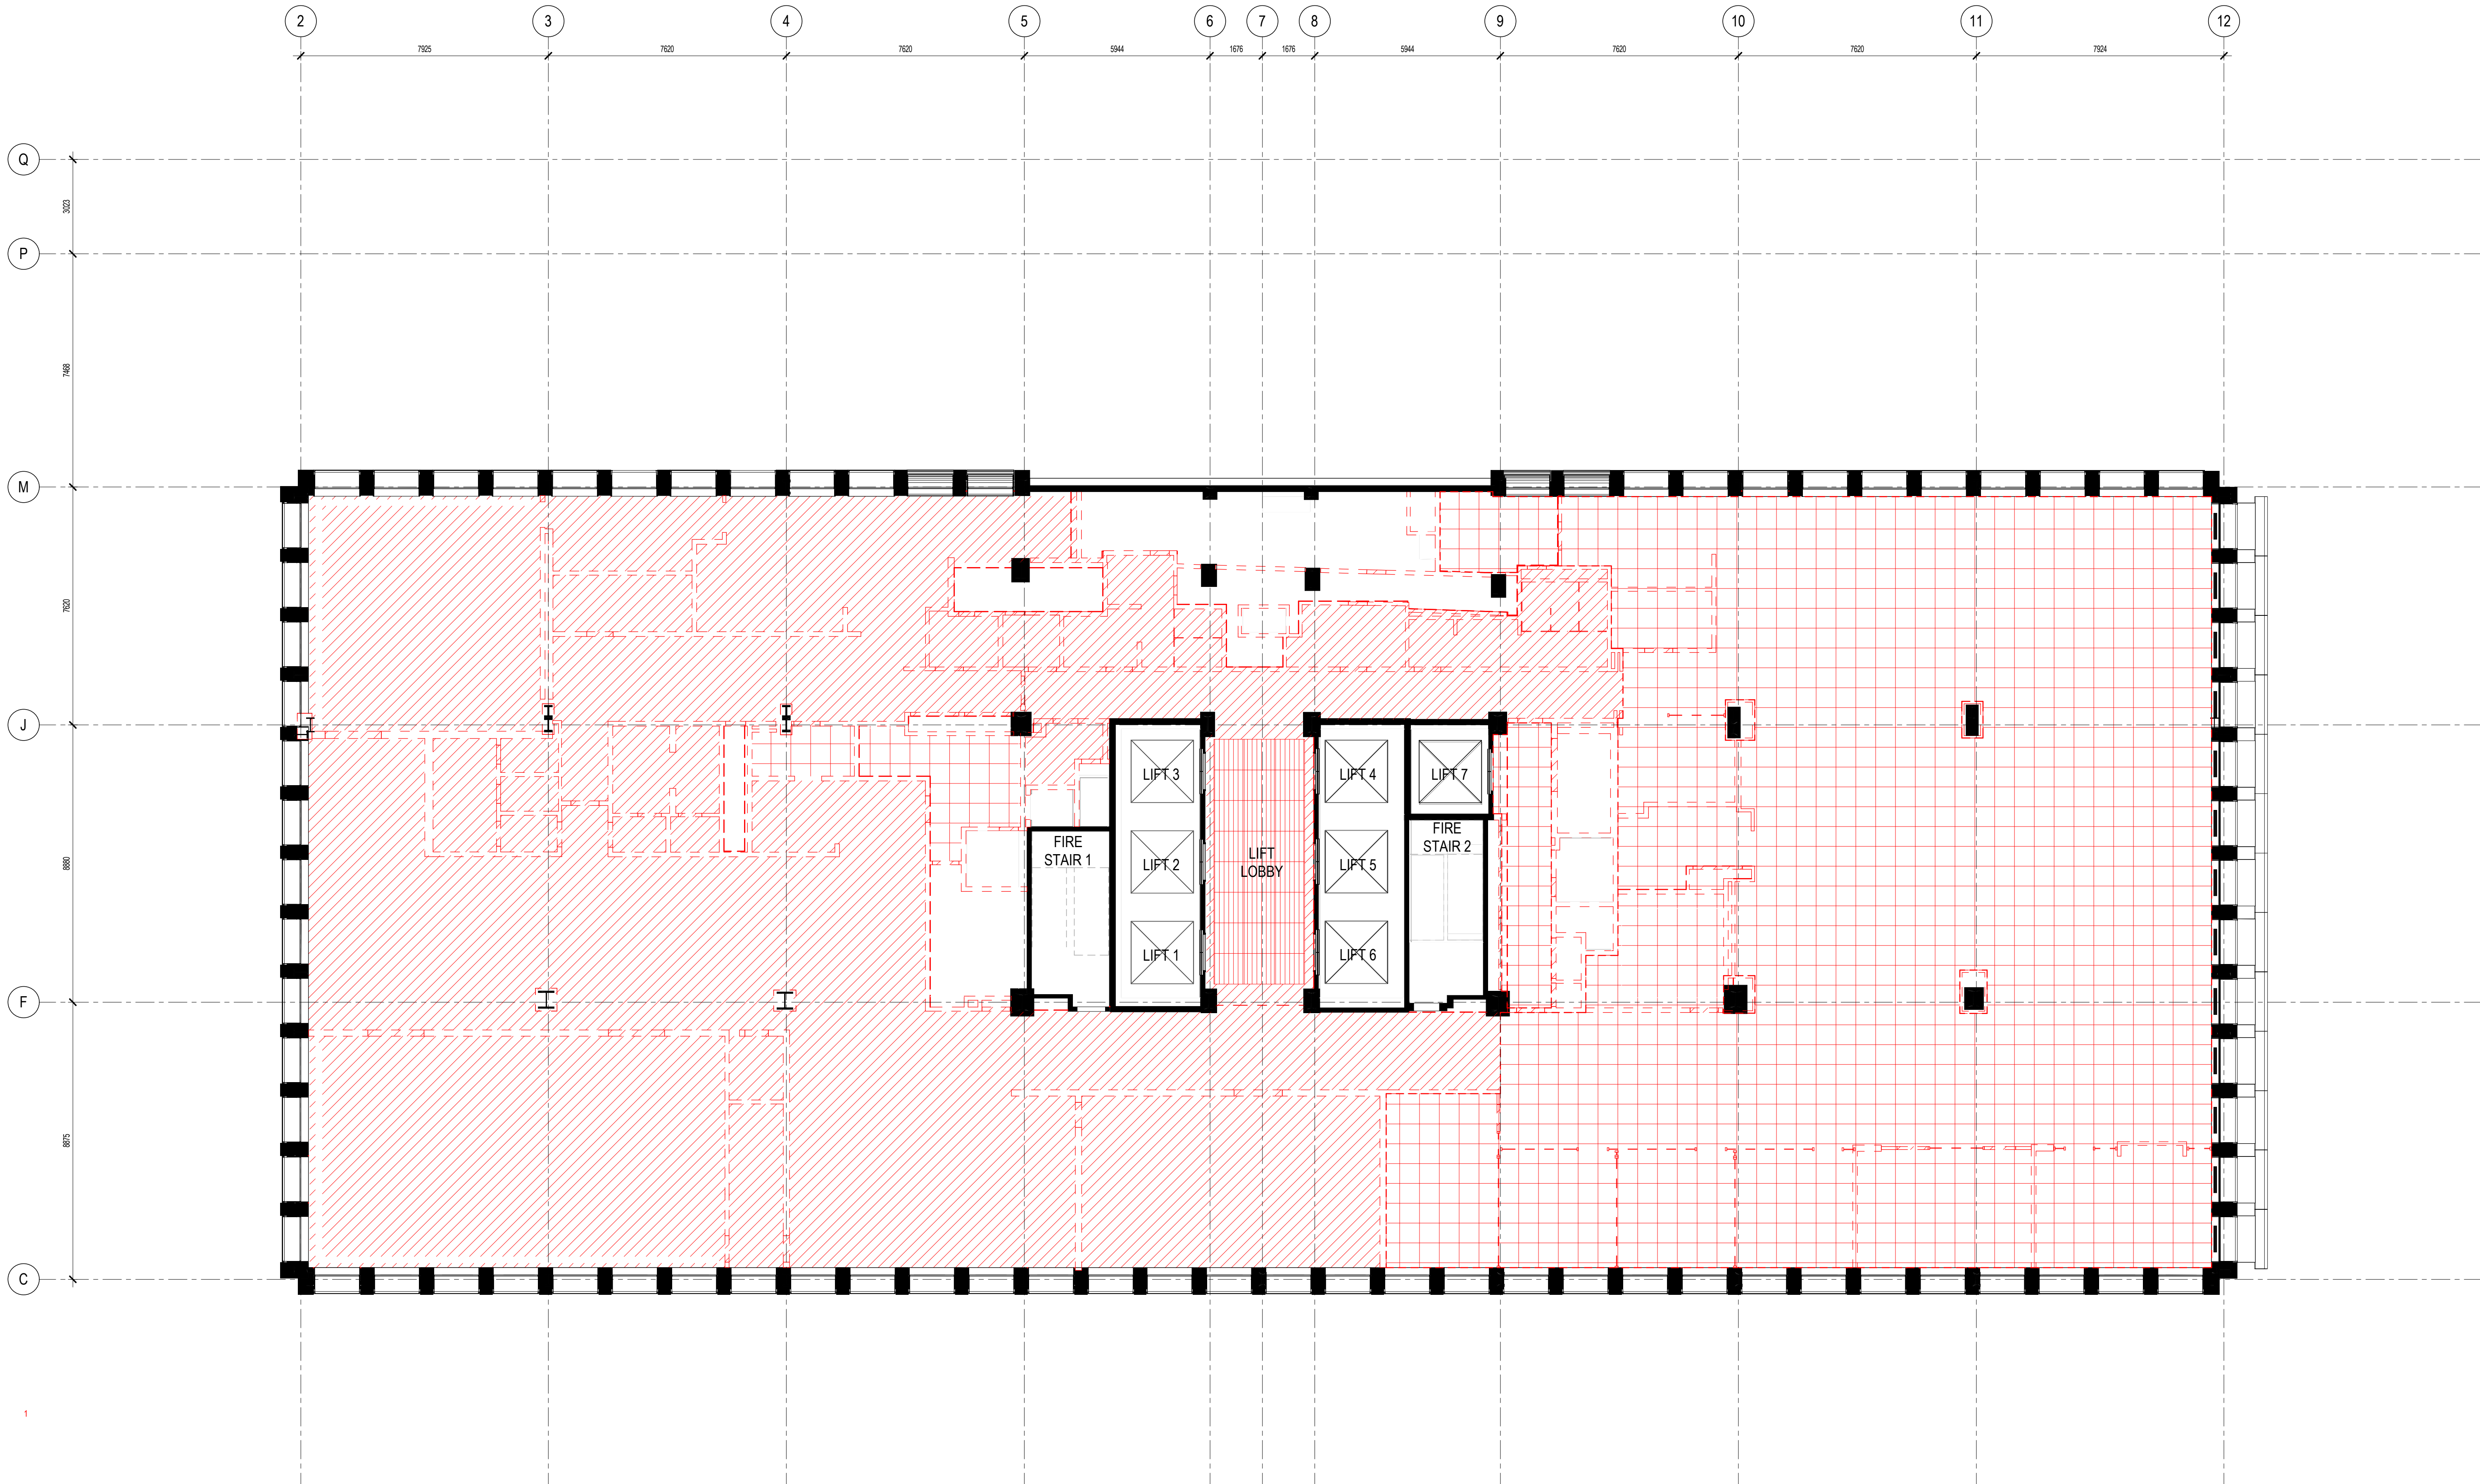 2 3 4 5 6 7 8 9 10 11 12
7925 7620 7620 5944 1676 1676 5944 7620 7620 7924
Q
3023
P
7468
M
7620
J
LIFT 3
LIFT 4
LIFT 7
FIRE
STAIR 1
FIRE
STAIR 2
8880
LIFT 2
LIFT
LOBBY
LIFT 5
LIFT 1
LIFT 6
F
8875
C
1